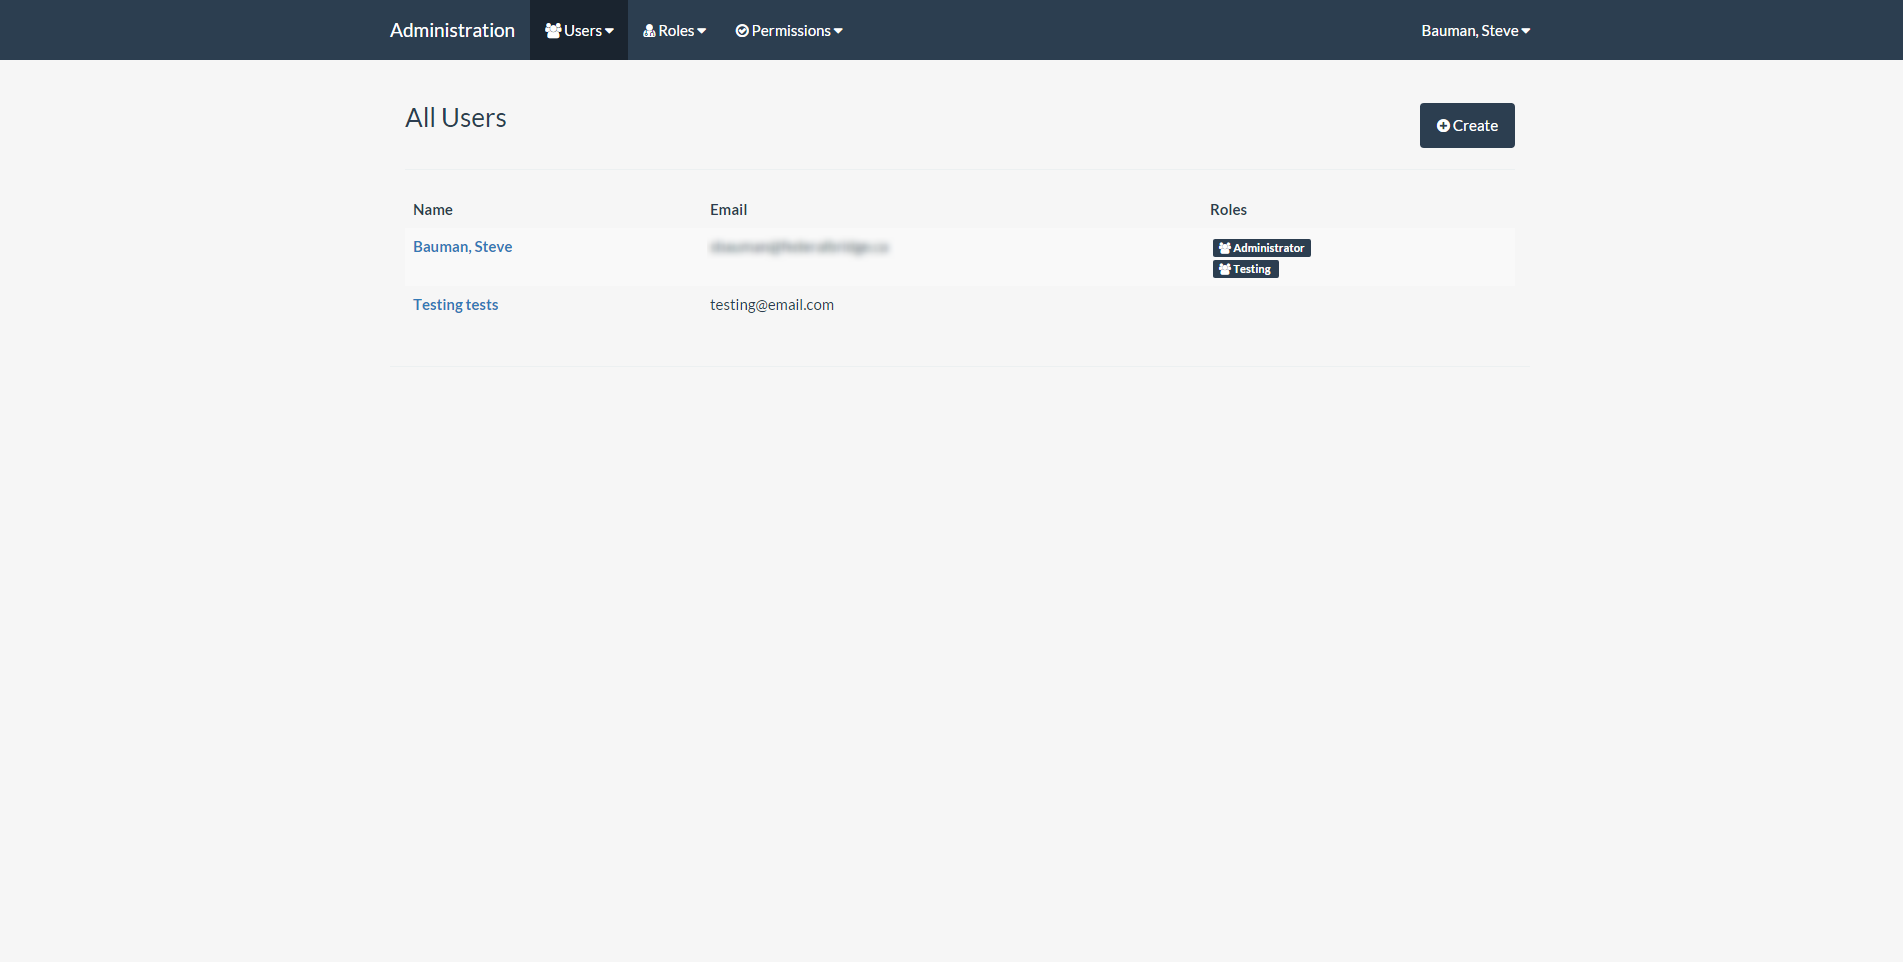 Administration Users Roles Permissions Bauman, Steve
All Users
Create
Name Email Roles
Bauman, Steve Administrator
Testing
Testing tests testing@email.com